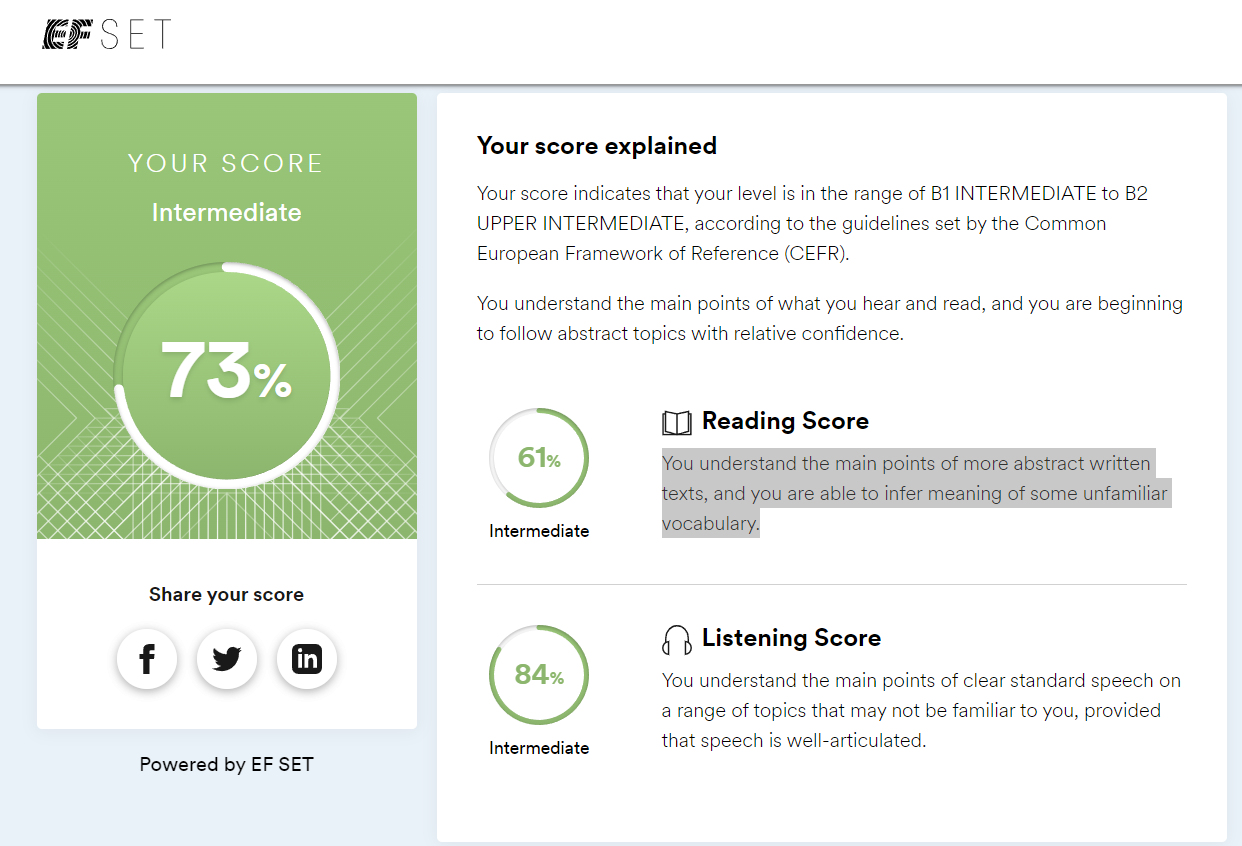 EF SET
YOUR SCORE
Intermediate
73%
Share your score
Powered by EF SET
Your score explained
Your score indicates that your level is in the range of B1 INTERMEDIATE to B2
UPPER INTERMEDIATE, according to the guidelines set by the Common
European Framework of Reference (CEFR).
You understand the main points of what you hear and read, and you are beginning
to follow abstract topics with relative confidence.
61%
Intermediate
Reading Score
You understand the main points of more abstract written
texts, and you are able to infer meaning of some unfamiliar
vocabulary.
84%
Intermediate
Listening Score
You understand the main points of clear standard speech on
a range of topics that may not be familiar to you, provided
that speech is well-articulated.